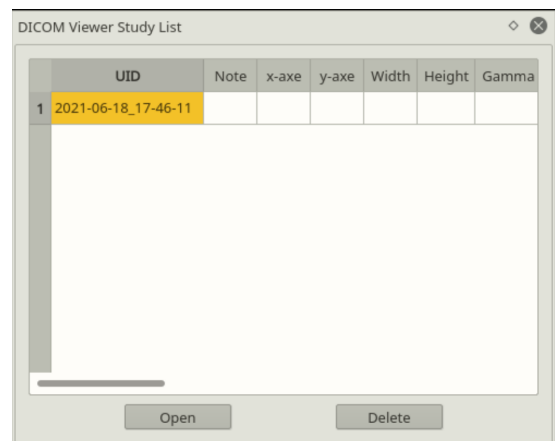 DICOM Viewer Study List
UID Note x-axe y-axe Width Height Gamma
1 2021-06-18_17-46-11
Open Delete